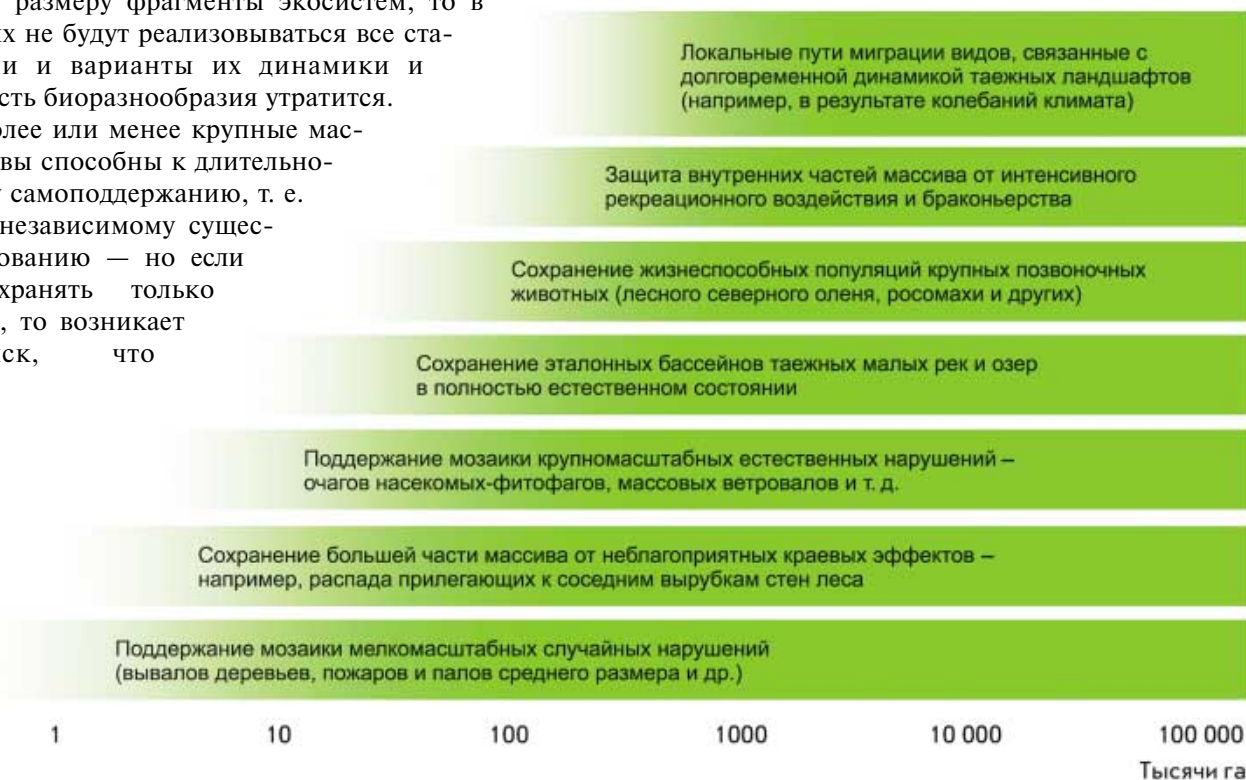 размеру фрагменты экосистем, то в
их не будут реализовываться все ста-
и и варианты их динамики и
сть биоразнообразия утратится.
олее или менее крупные мас-
вы способны к длительно-
у самоподдержанию, т. е.
независимому сущес-
ованию — но если
хранять только
, то возникает
ск, что
Локальные пути миграции видов, связанные с
долговременной динамикой таежных ландшафтов
(например, в результате колебаний климата)
Защита внутренних частей массива от интенсивного
рекреационного воздействия и браконьерства
Сохранение жизнеспособных популяций крупных позвоночных
животных (лесного северного оленя, росомахи и других)
Сохранение эталонных бассейнов таежных малых рек и озер
в полностью естественном состоянии
Поддержание мозаики крупномасштабных естественных нарушений –
очагов насекомых-фитофагов, массовых ветровалов и т. д.
Сохранение большей части массива от неблагоприятных краевых эффектов –
например, распада прилегающих к соседним вырубкам стен леса
Поддержание мозаики мелкомасштабных случайных нарушений
(вывалов деревьев, пожаров и палов среднего размера и др.)
1 10 100 1000 10 000 100 000
Тысячи га